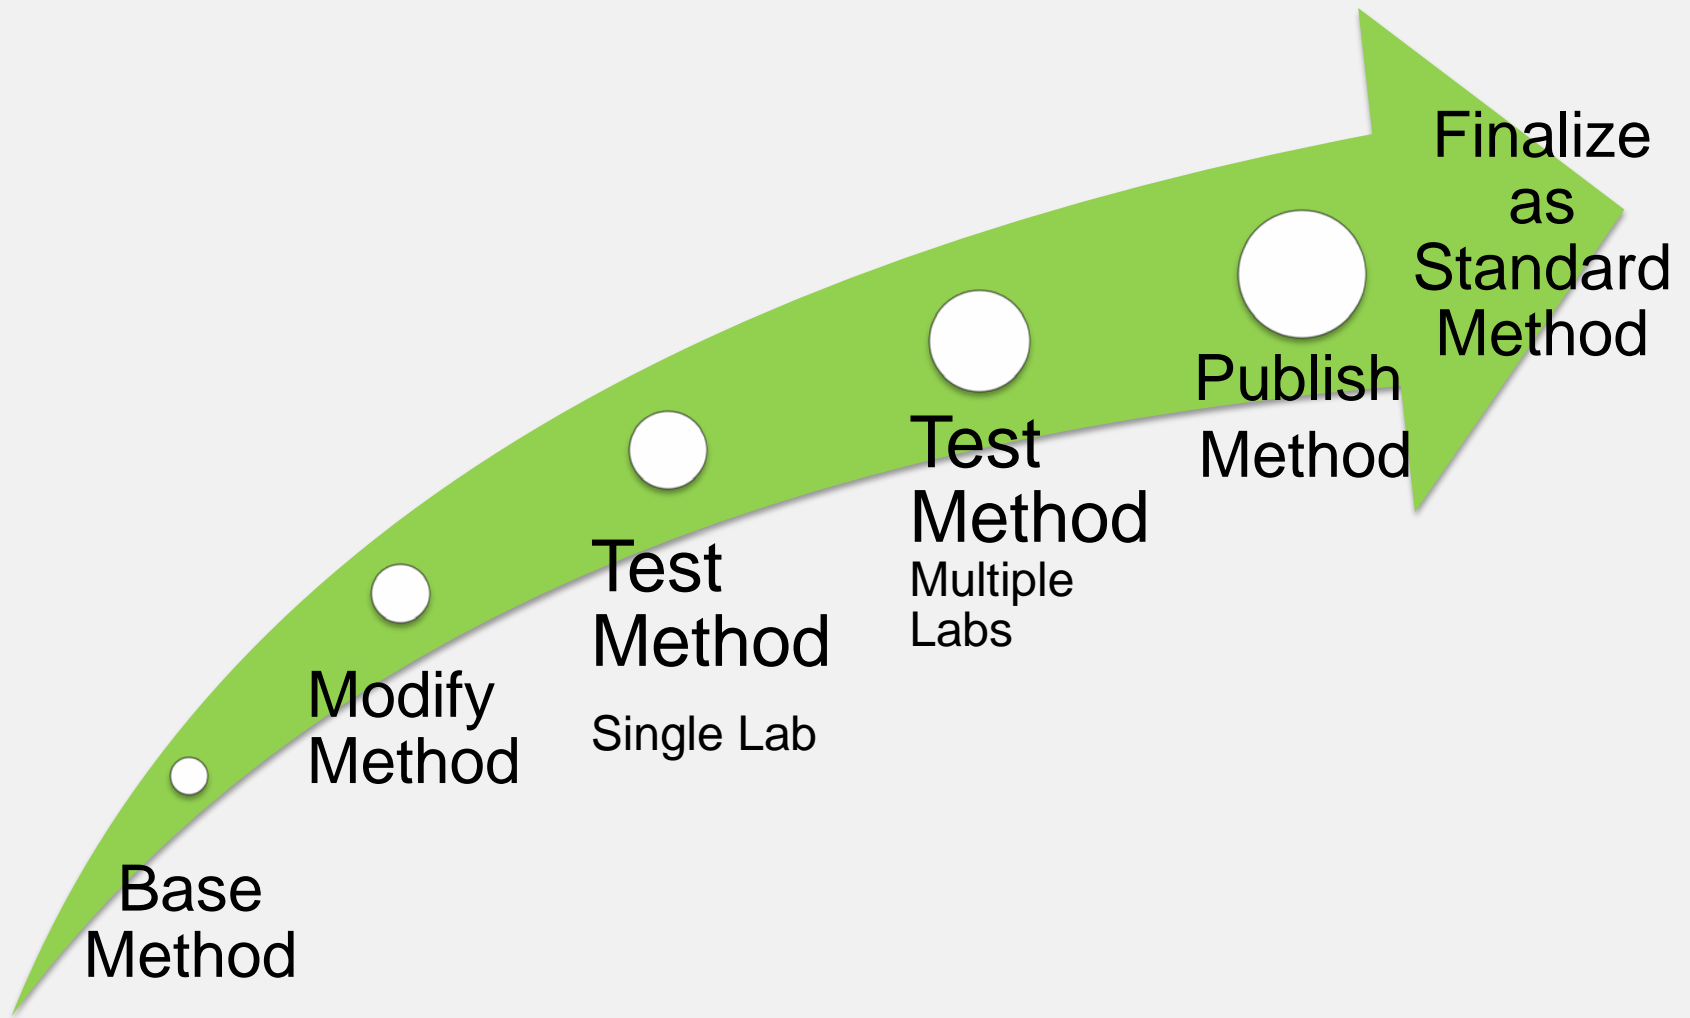 Base
Method
Modify
Method
Test
Method
Single Lab
Test
Method
Multiple
Labs
Publish
Method
Finalize
as
Standard
Method